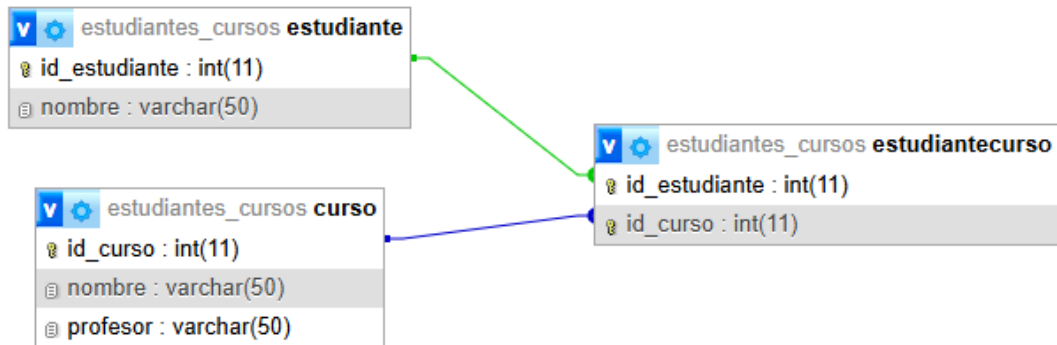 v estudiantes_cursos estudiante
id_estudiante : int(11)
nombre : varchar(50)
v estudiantes_cursos curso
id_curso : int(11)
nombre : varchar(50)
profesor : varchar(50)
v estudiantes_cursos estudiantecurso
id_estudiante : int(11)
id_curso : int(11)